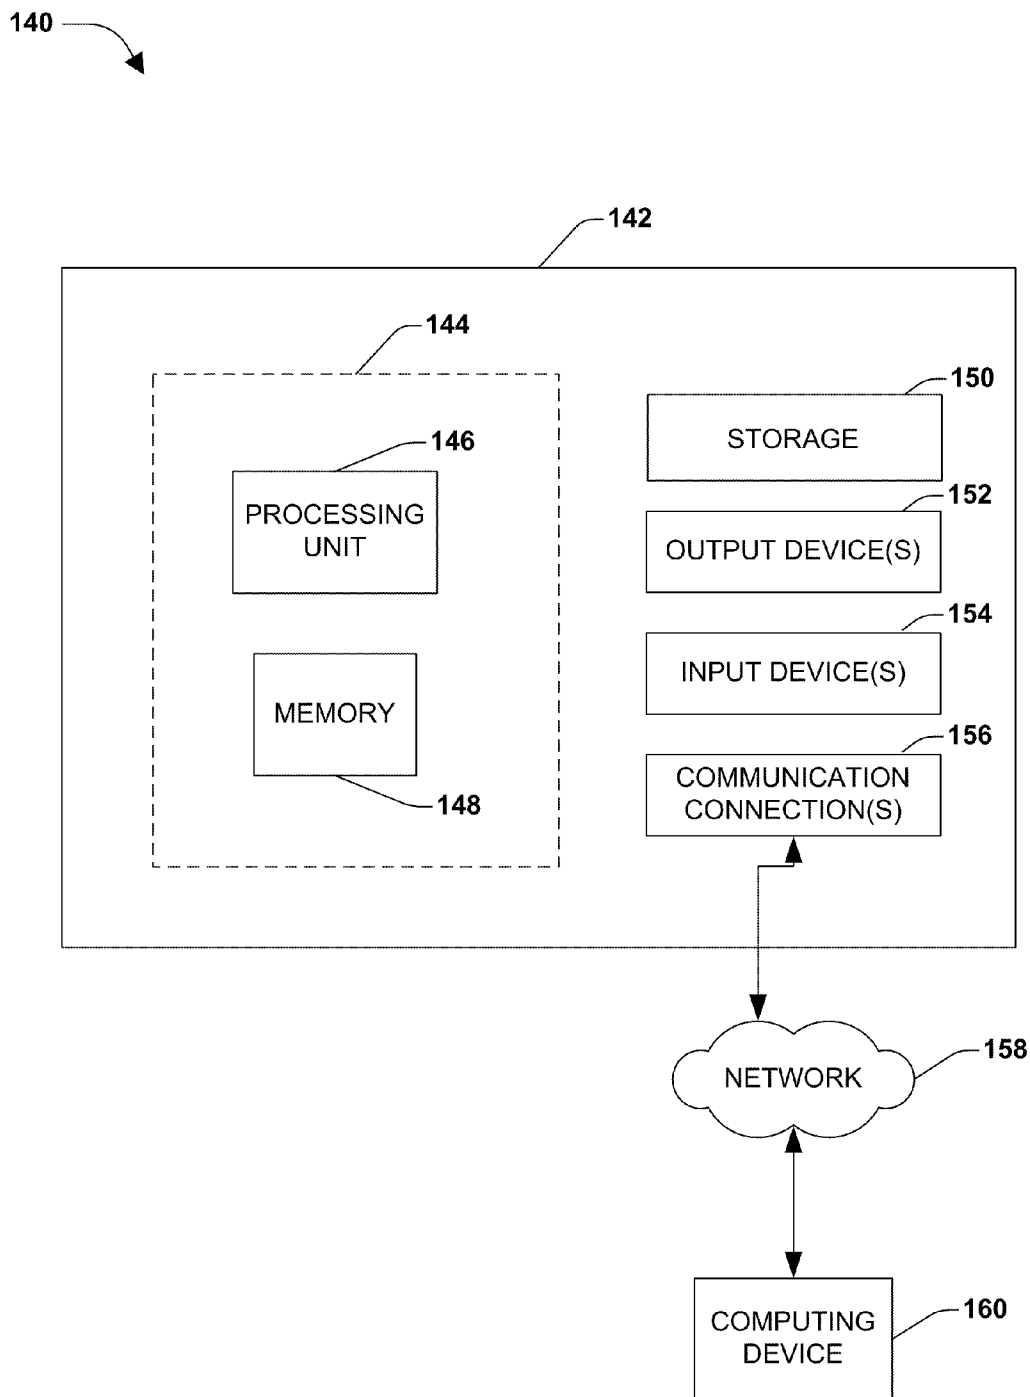 140
142
144
150
STORAGE
146
PROCESSING
UNIT
152
OUTPUT DEVICE(S)
154
INPUT DEVICE(S)
MEMORY
148
156
COMMUNICATION
CONNECTION(S)
NETWORK
158
COMPUTING
DEVICE
160